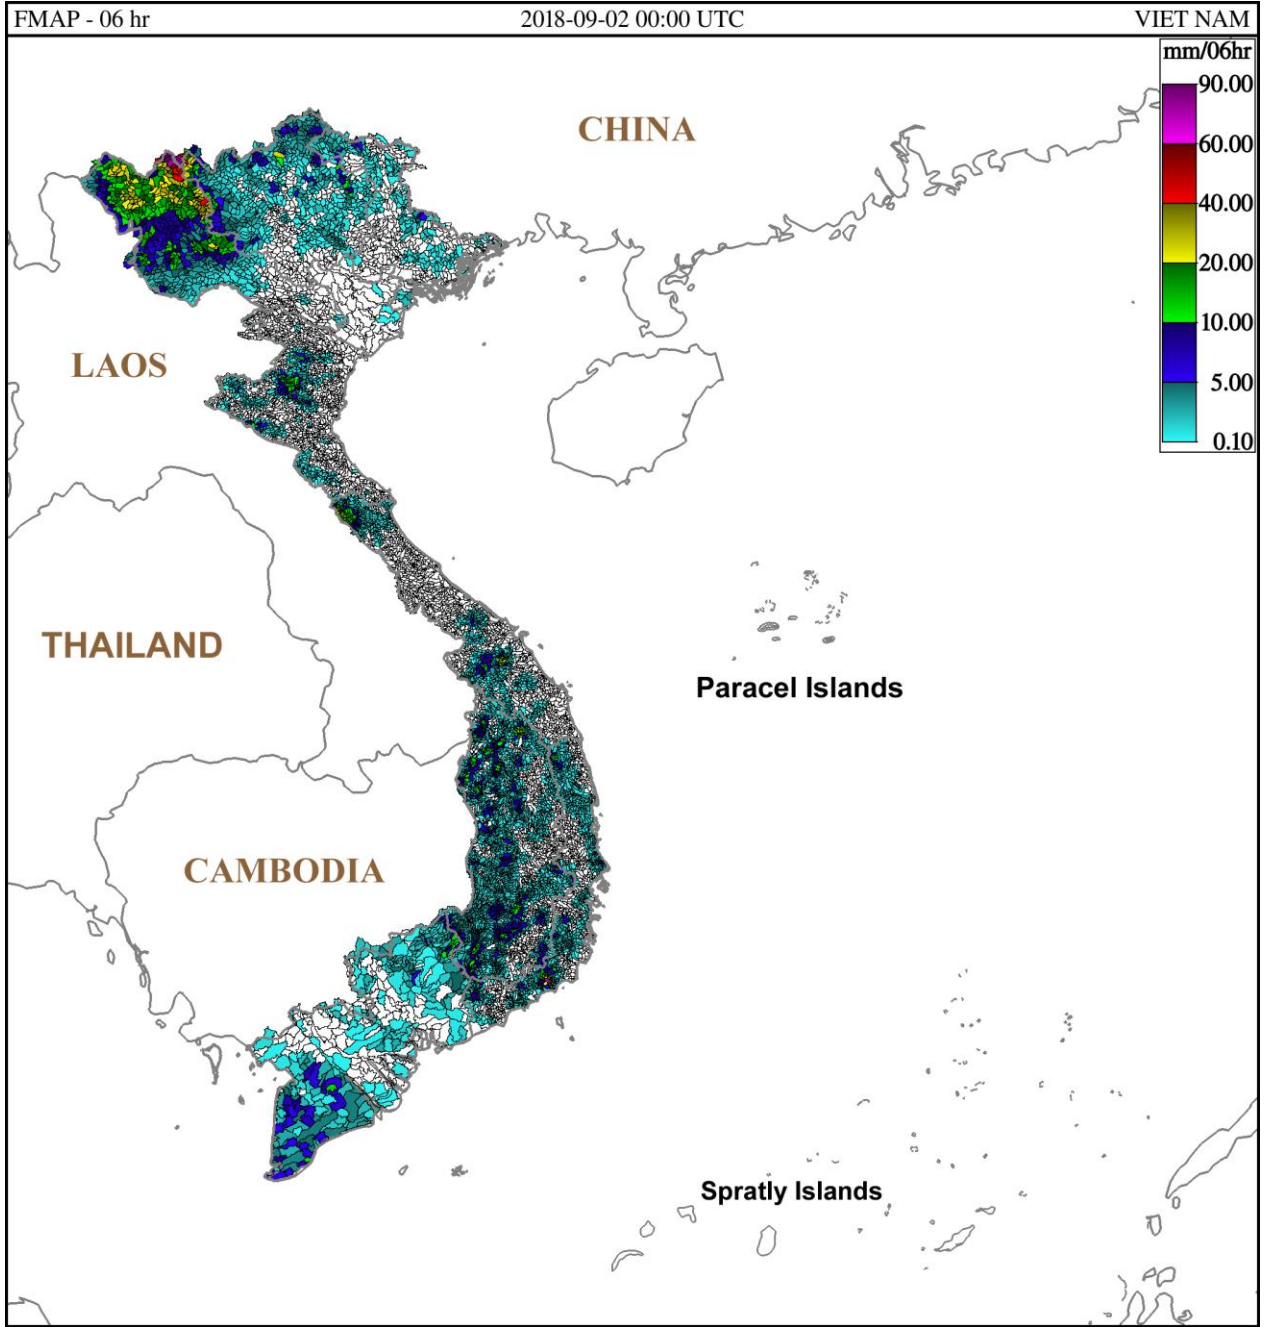 FMAP - 06 hr
2018-09-02 00:00 UTC
VIET NAM
mm/06hr
90.00
60.00
40.00
20.00
10.00
5.00
0.10
CHINA
LAOS
THAILAND
Paracel Islands
CAMBODIA
Spratly Islands